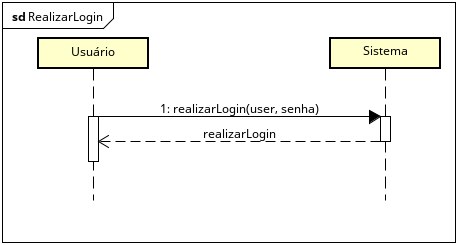 sd RealizarLogin
Usuário
Sistema
1: realizarLogin(user, senha)
realizarLogin